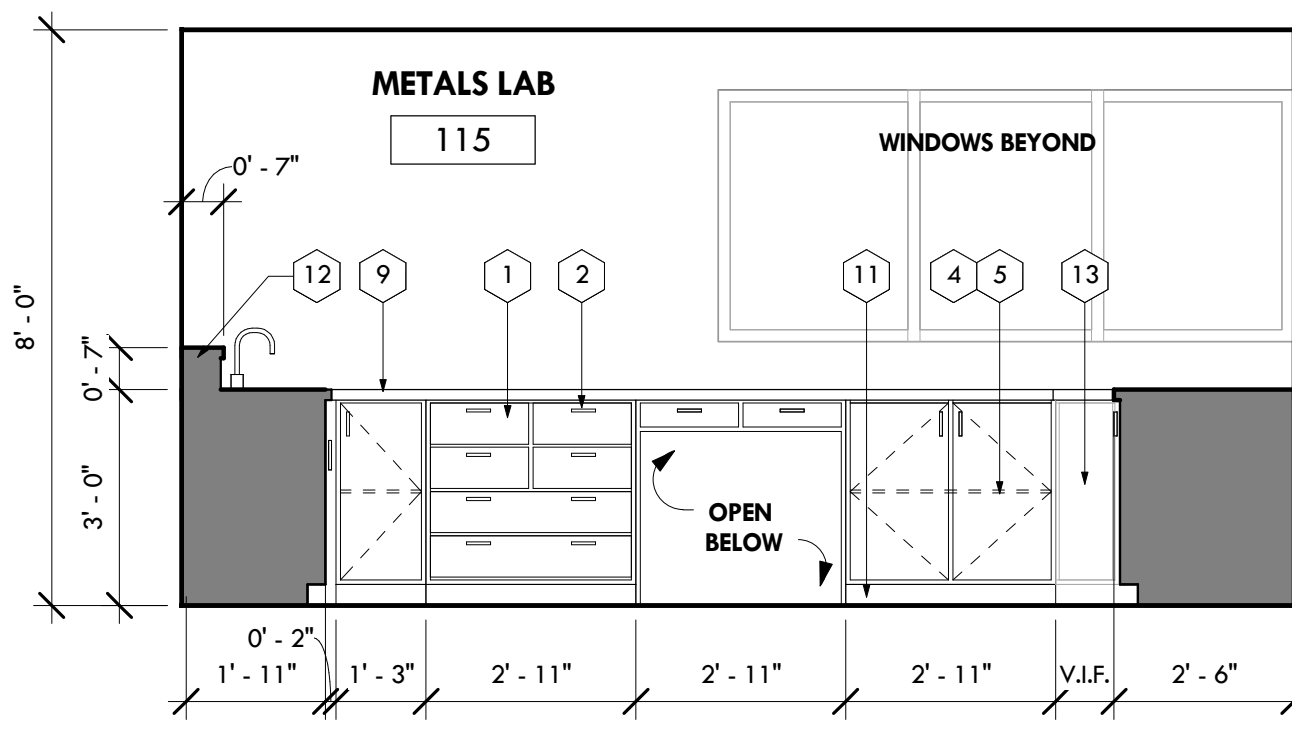 METALS LAB
115
WINDOWS BEYOND
0' - 7"
12
9
1
2
11
4
5
13
8' - 0"
0' - 7"
3' - 0"
OPEN
BELOW
0' - 2"
1' - 11"
1' - 3"
2' - 11"
2' - 11"
2' - 11"
V.I.F.
2' - 6"